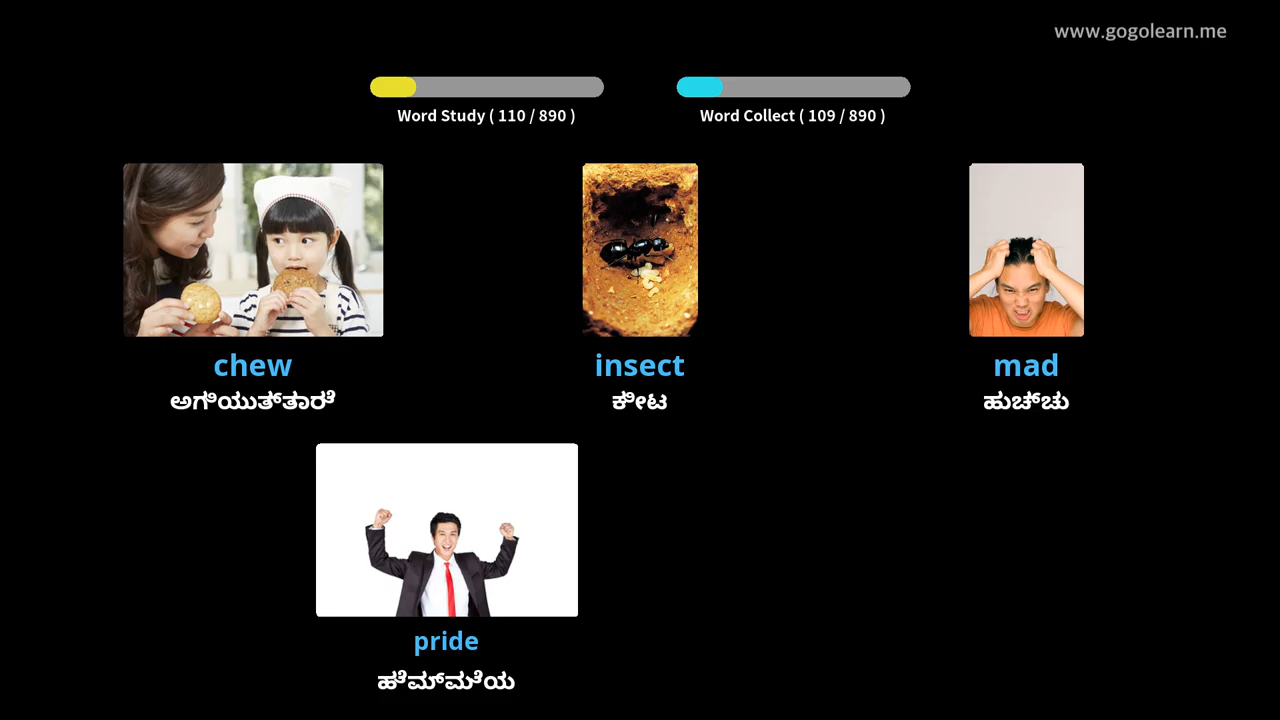 www.gogolearn.me
Word Study ( 110 / 890 )
Word Collect ( 109 / 890 )
chew
ಅಗಿಯುತ್ತಾರೆ
insect
ಕೀಟ
mad
ಹುಚ್ಚು
pride
ಹೆಮ್ಮೆಯ